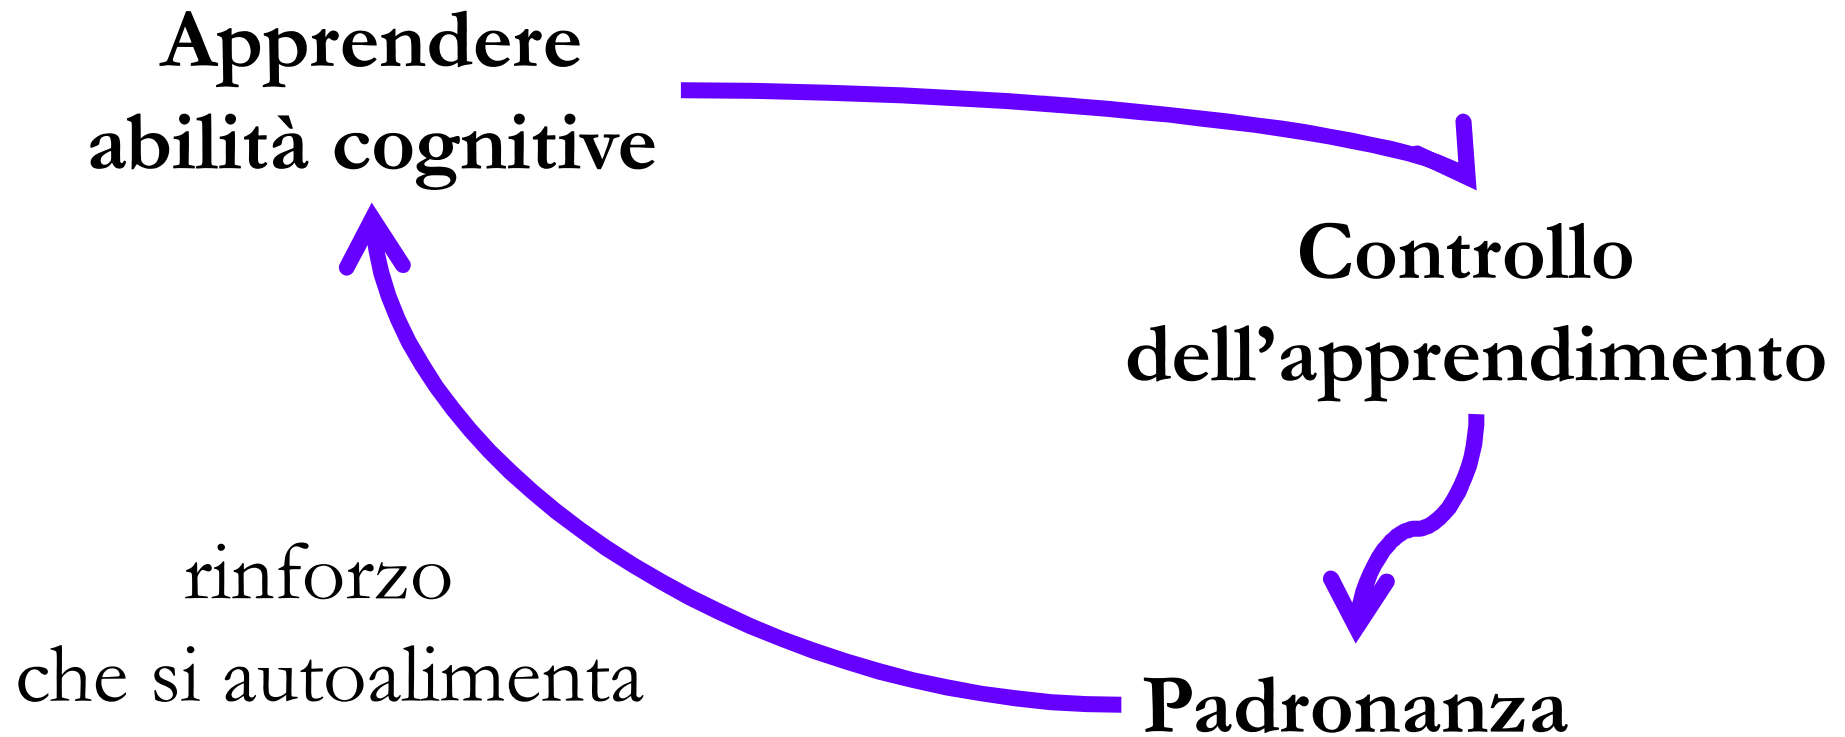 Apprendere
abilità cognitive
Controllo
dell’apprendimento
rinforzo
che si autoalimenta
Padronanza